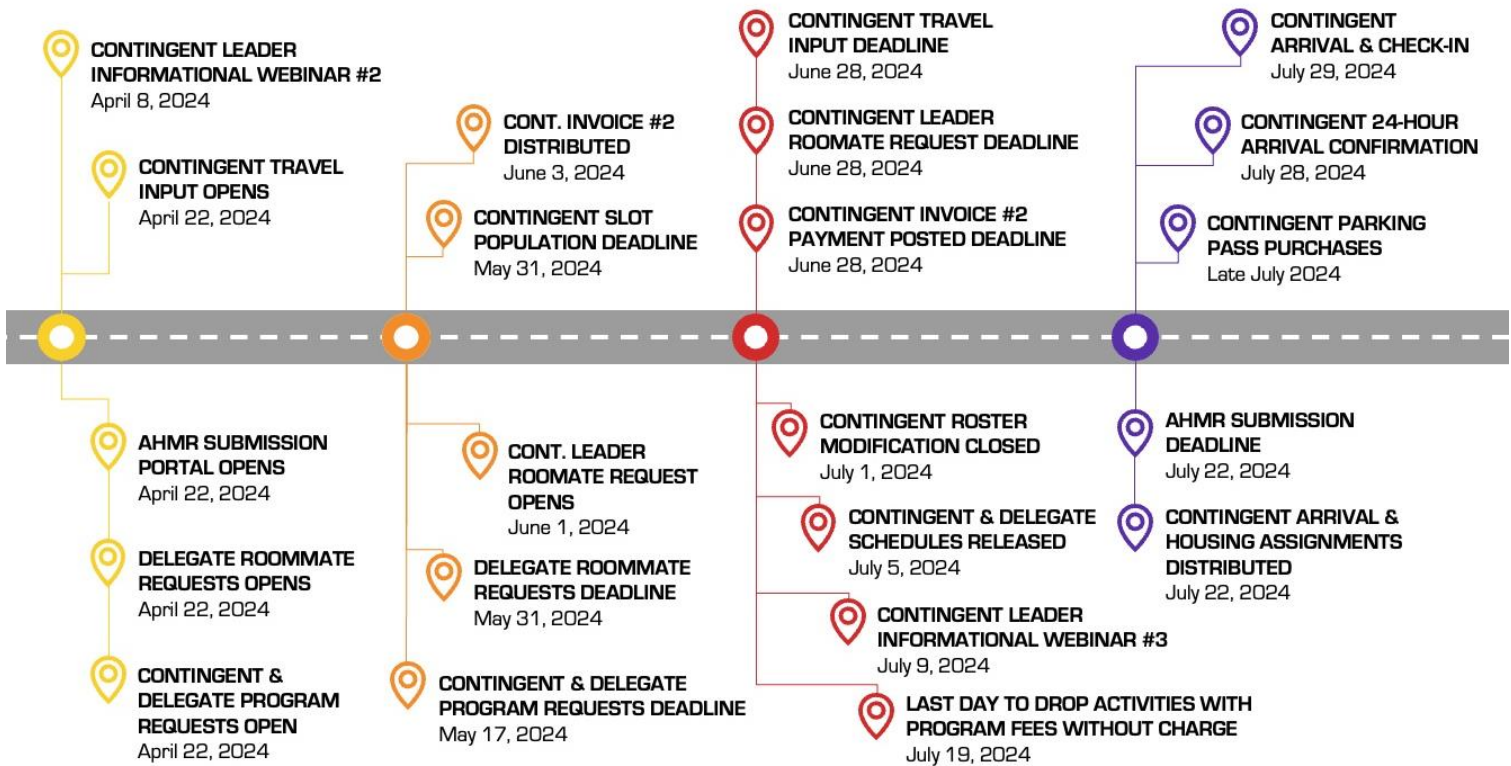 CONTINGENT LEADER
INFORMATIONAL WEBINAR #2
April 8, 2024
CONTINGENT TRAVEL
INPUT OPENS
April 22, 2024
AHMR SUBMISSION
PORTAL OPENS
April 22, 2024
DELEGATE ROOMMATE
REQUESTS OPENS
April 22, 2024
CONTINGENT &
DELEGATE PROGRAM
REQUESTS OPEN
April 22, 2024
CONT. INVOICE #2
DISTRIBUTED
June 3, 2024
CONTINGENT SLOT
POPULATION DEADLINE
May 31, 2024
CONT. LEADER
ROOMATE REQUEST
OPENS
June 1, 2024
DELEGATE ROOMMATE
REQUESTS DEADLINE
May 31, 2024
CONTINGENT & DELEGATE
PROGRAM REQUESTS DEADLINE
May 17, 2024
CONTINGENT TRAVEL
INPUT DEADLINE
June 28, 2024
CONTINGENT LEADER
ROOMATE REQUEST DEADLINE
June 28, 2024
CONTINGENT INVOICE #2
PAYMENT POSTED DEADLINE
June 28, 2024
CONTINGENT ROSTER
MODIFICATION CLOSED
July 1, 2024
CONTINGENT & DELEGATE
SCHEDULES RELEASED
July 5, 2024
CONTINGENT LEADER
INFORMATIONAL WEBINAR #3
July 9, 2024
LAST DAY TO DROP ACTIVITIES WITH
PROGRAM FEES WITHOUT CHARGE
July 19, 2024
CONTINGENT
ARRIVAL & CHECK-IN
July 29, 2024
CONTINGENT 24-HOUR
ARRIVAL CONFIRMATION
July 28, 2024
CONTINGENT PARKING
PASS PURCHASES
Late July 2024
AHMR SUBMISSION
DEADLINE
July 22, 2024
CONTINGENT ARRIVAL &
HOUSING ASSIGNMENTS
DISTRIBUTED
July 22, 2024